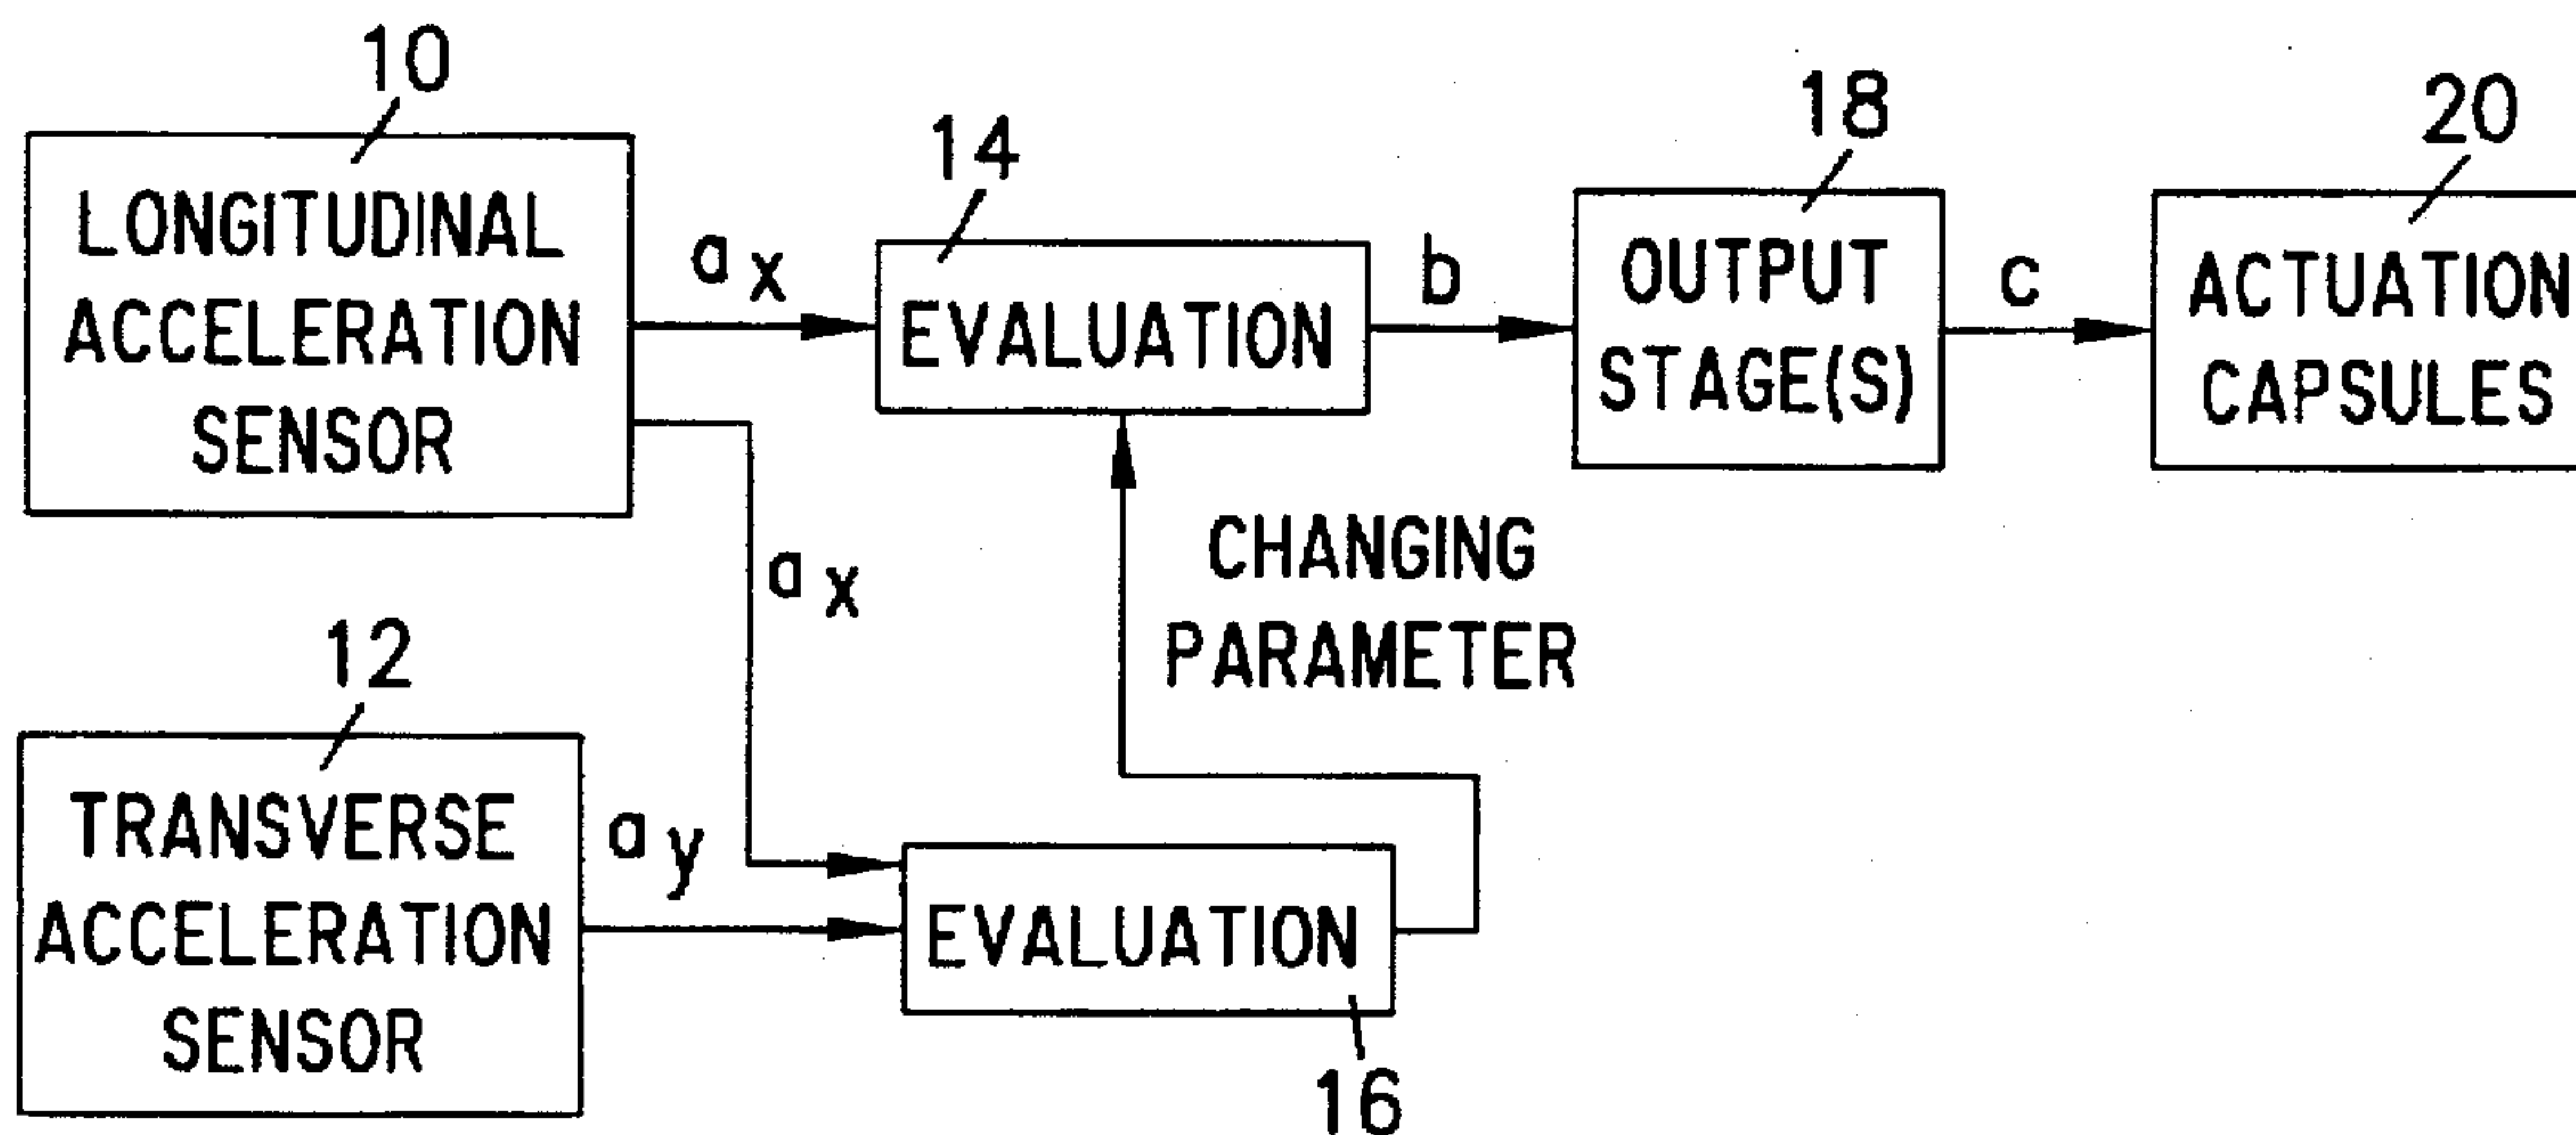 10
LONGITUDINAL
ACCELERATION
SENSOR
a x
14
EVALUATION
b
18
OUTPUT
STAGE(S)
c
20
ACTUATION
CAPSULES
a x
CHANGING
PARAMETER
12
TRANSVERSE
ACCELERATION
SENSOR
a y
EVALUATION
16